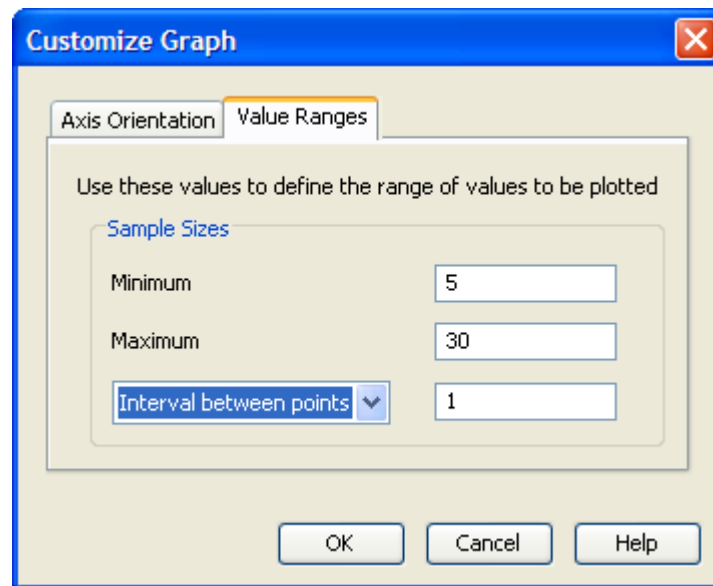 Customize Graph
Axis Orientation
Value Ranges
Use these values to define the range of values to be plotted
Sample Sizes
Minimum 5
Maximum 30
Interval between points 1
OK Cancel Help